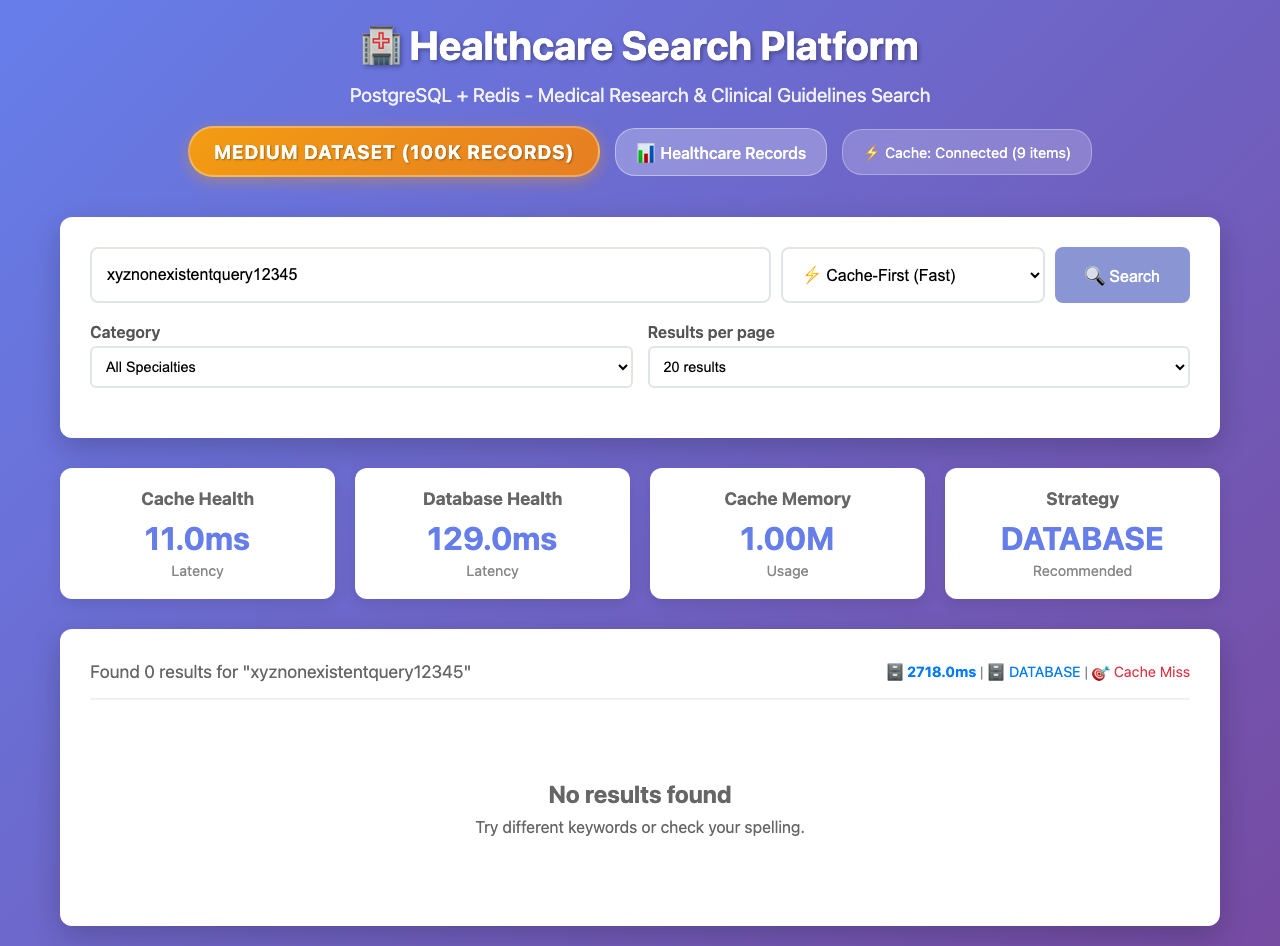 🏥 Healthcare Search Platform
PostgreSQL + Redis - Medical Research & Clinical Guidelines Search
MEDIUM DATASET (100K RECORDS) 📊 Healthcare Records ⚡ Cache: Connected (9 items)
xyznonexistentquery12345 ⚡ Cache-First (Fast) 🔍 Search
Category Results per page
All Specialties 20 results
Cache Health Database Health Cache Memory Strategy
11.0ms 129.0ms 1.00M DATABASE
Latency Latency Usage Recommended
Found 0 results for "xyznonexistentquery12345" 🗄️ 2718.0ms | 🗄️ DATABASE | 🎯 Cache Miss
No results found
Try different keywords or check your spelling.